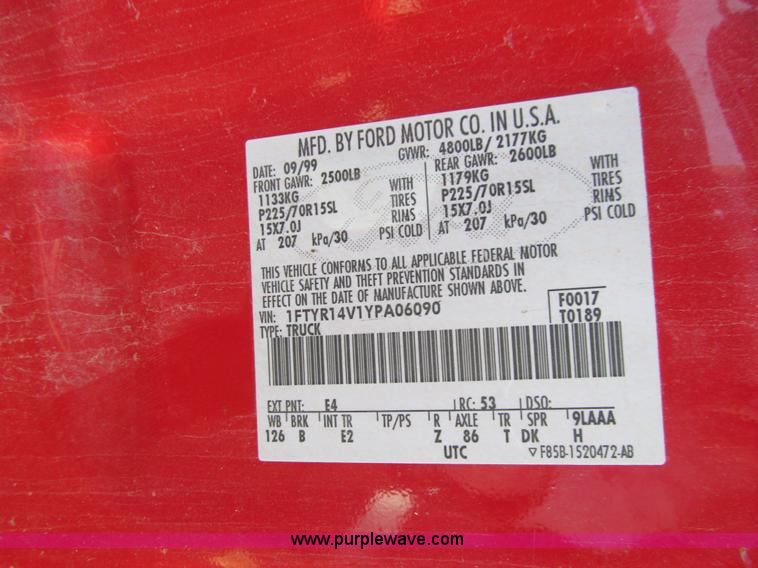 MFD. BY FORD MOTOR CO. IN U.S.A.
DATE: 09/99 GVWR: 4800LB/ 2177KG
FRONT GAWR: 2500LB REAR GAWR: 2600LB
1133KG WITH 1179KG WITH
P225/70R15SL TIRES P225/70R15SL TIRES
15X7.0J RIMS 15X7.0J RIMS
AT 207 kPa/30 PSI COLD AT 207 kPa/30 PSI COLD
THIS VEHICLE CONFORMS TO ALL APPLICABLE FEDERAL MOTOR
VEHICLE SAFETY AND THEFT PREVENTION STANDARDS IN
EFFECT ON THE DATE OF MANUFACTURE SHOWN ABOVE.
VIN: 1FTYR14V1YPA06090 F0017
TYPE: TRUCK T0189
EXT PNT: E4 RC: 53 DSO:
WB BRK INT TR TP/PS R AXLE TR SPR 9LAAA
126 B E2 Z 86 T DK H
UTC ▽ F85B-1520472-AB
www.purplewave.com